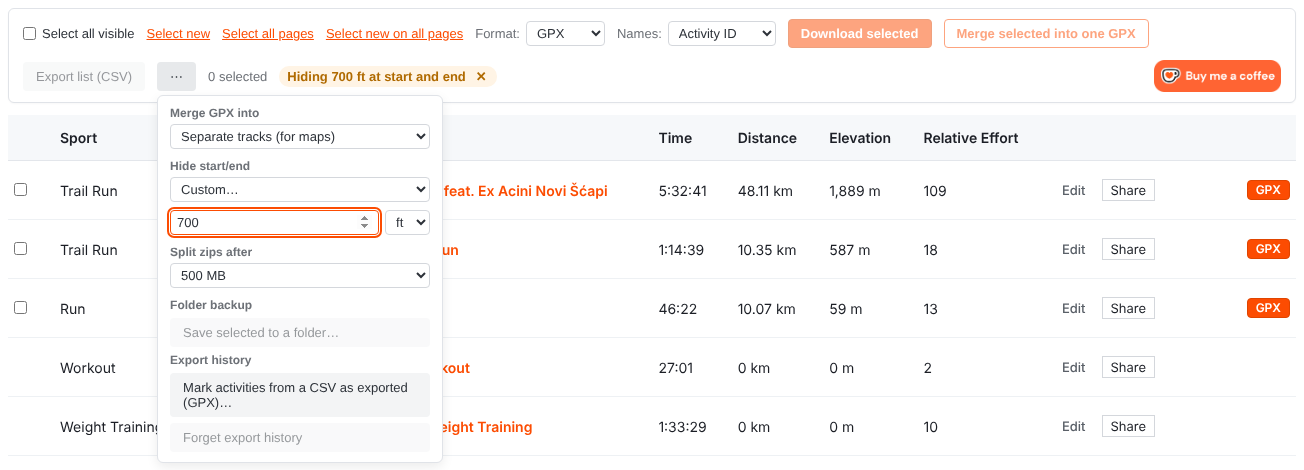 Select all visible Select new Select all pages Select new on all pages Format: GPX Names: Activity ID Download selected Merge selected into one GPX
Export list (CSV) ... 0 selected Hiding 700 ft at start and end ✕ Buy me a coffee
Merge GPX into
Separate tracks (for maps)
Hide start/end
Custom…
700 ft
Split zips after
500 MB
Folder backup
Save selected to a folder…
Export history
Mark activities from a CSV as exported
(GPX)…
Forget export history
Sport Time Distance Elevation Relative Effort
Trail Run feat. Ex Acini Novi Šćapi 5:32:41 48.11 km 1,889 m 109 Edit Share GPX
Trail Run un 1:14:39 10.35 km 587 m 18 Edit Share GPX
Run 46:22 10.07 km 59 m 13 Edit Share GPX
Workout kout 27:01 0 km 0 m 2 Edit Share
Weight Training eight Training 1:33:29 0 km 0 m 10 Edit Share